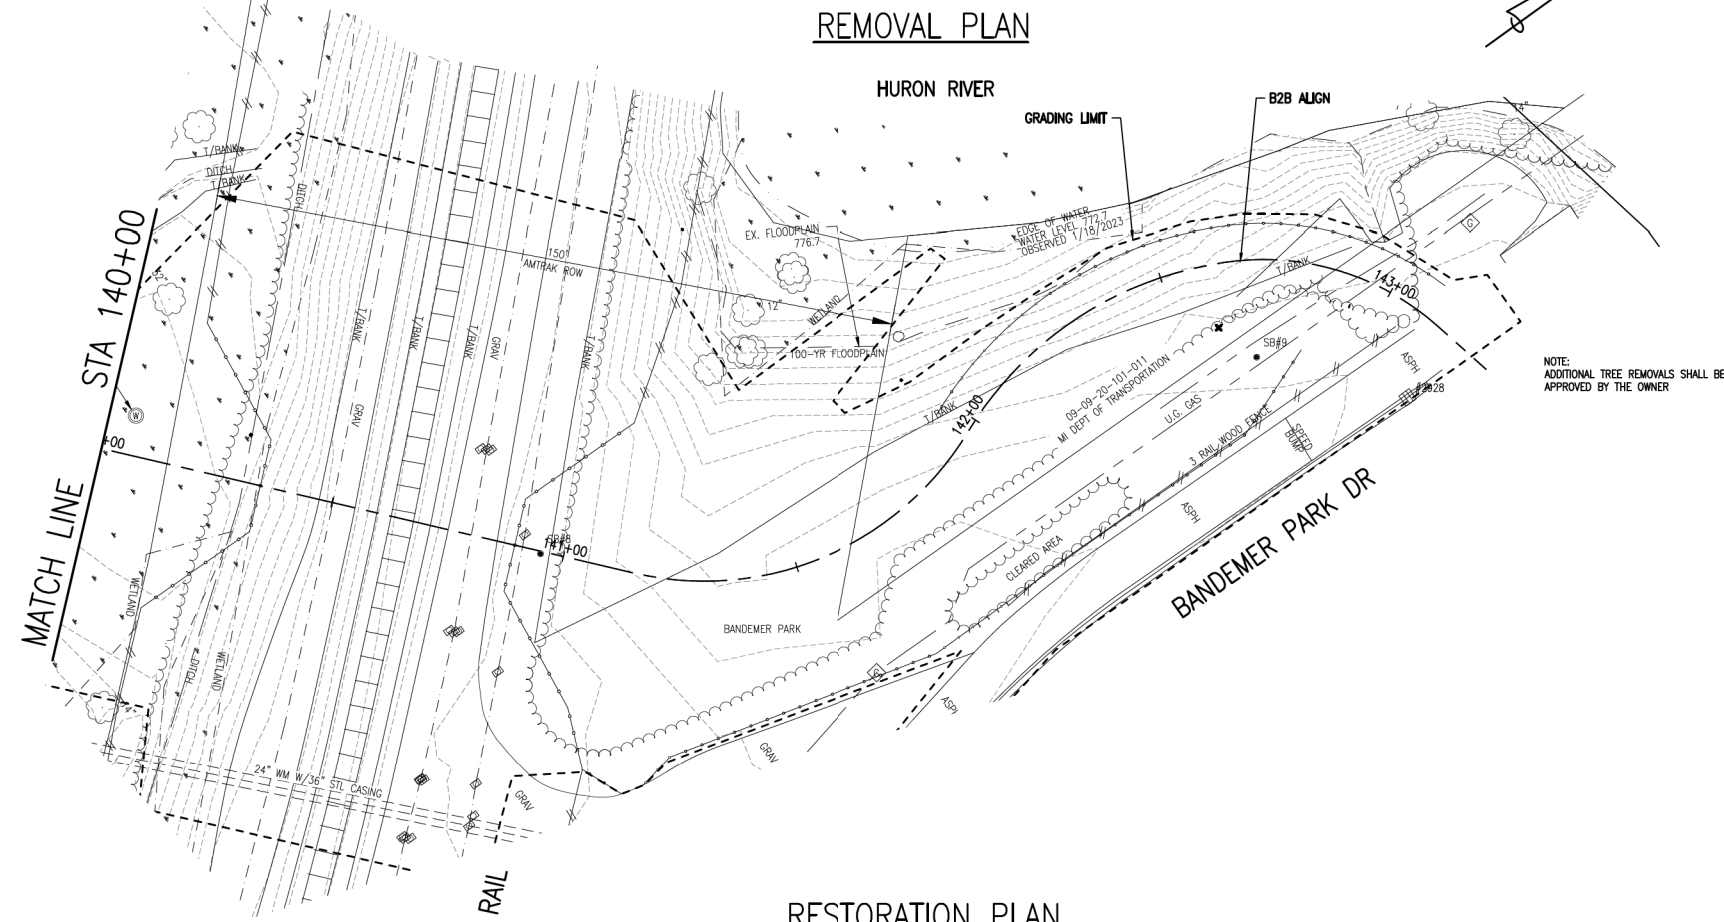 REMOVAL PLAN
HURON RIVER
B2B ALIGN
GRADING LIMIT
14"
T/BANK
DITCH
T/BANK
DITCH
STA 140+00
52"
EX. FLOODPLAIN
776.7
EDGE OF WATER
WATER LEVEL 772.7
OBSERVED 1/18/2023
G
150'
AMTRAK ROW
T/BANK
143+00
12"
WETLAND
T/BANK
T/BANK
T/BANK
GRAV
T/BANK
100-YR FLOODPLAIN
SB#9
ASPH
NOTE:
ADDITIONAL TREE REMOVALS SHALL BE
APPROVED BY THE OWNER
09-09-20-101-011
MI DEPT OF TRANSPORTATION
U.G. GAS
3 RAIL WOOD FENCE
SPEED
BUMP
GRAV
W
T/BANK
142+00
+00
MATCH LINE
SB#8
141+00
ASPH
CLEARED AREA
BANDEMER PARK DR
WETLAND
BANDEMER PARK
DITCH
WETLAND
G
ASPH
GRAV
24" WM W/36" STL CASING
GRAV
RAIL
RESTORATION PLAN